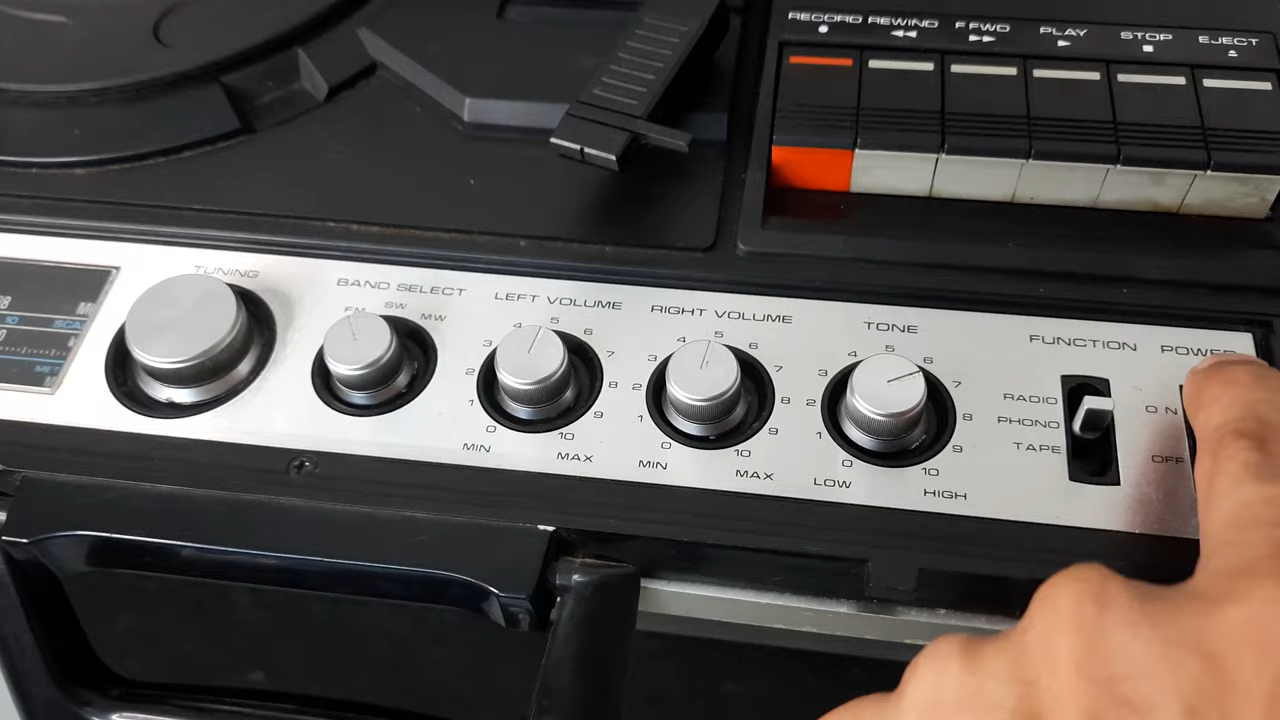 RECORD REWIND F FWD PLAY STOP EJECT
TUNING
BAND SELECT
FM SW MW
LEFT VOLUME
4 5 6
3 7
2 8
1 9
0 10
MIN MAX
RIGHT VOLUME
4 5 6
3 7
2 8
1 9
0 10
MIN MAX
TONE
4 5 6
3 7
2 8
1 9
0 10
LOW HIGH
FUNCTION
RADIO
PHONO
TAPE
POWER
ON
OFF